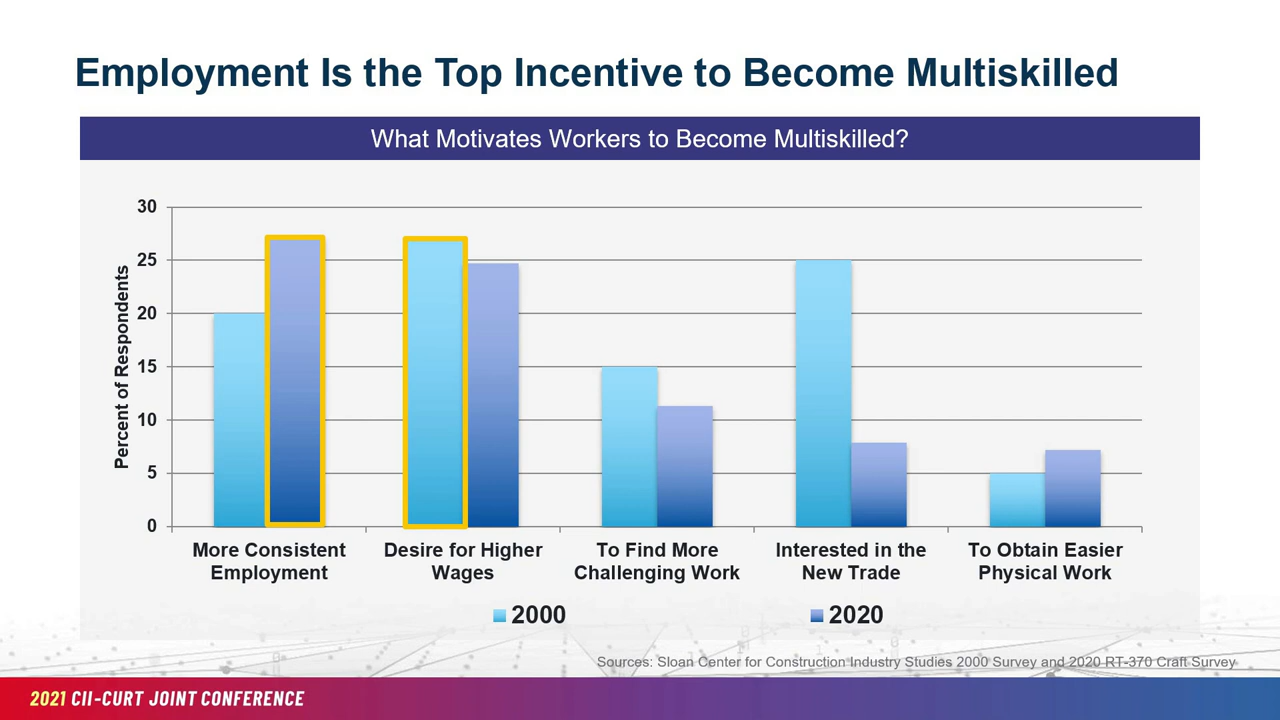 Employment Is the Top Incentive to Become Multiskilled
What Motivates Workers to Become Multiskilled?
Percent of Respondents
30
25
20
15
10
5
0
More Consistent
Employment
Desire for Higher
Wages
To Find More
Challenging Work
Interested in the
New Trade
To Obtain Easier
Physical Work
2000
2020
Sources: Sloan Center for Construction Industry Studies 2000 Survey and 2020 RT-370 Craft Survey
2021 CII-CURT JOINT CONFERENCE